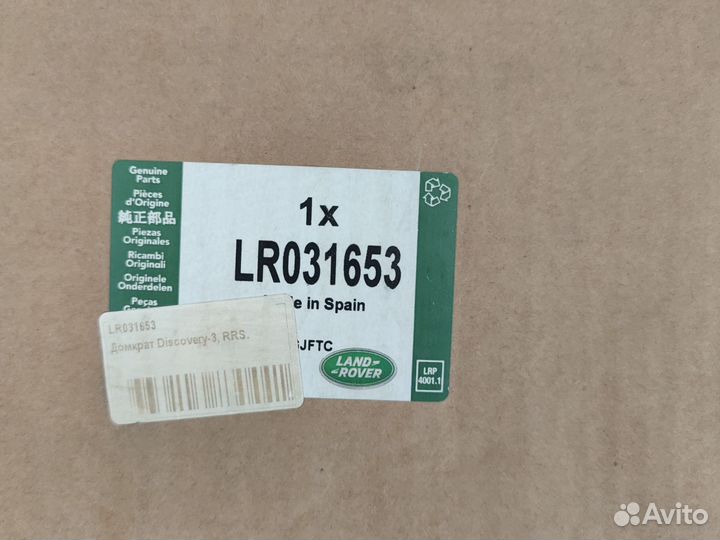 Genuine
Parts
Pièces
d'Origine
純正部品
Piezas
Originales
Ricambi
Originali
Originele
Onderdelen
Peças
1x
LR031653
in Spain
JFTC
LAND-
ROVER
LRP
4001.1
LR031653
Домкрат Discovery-3, RRS.
Avito